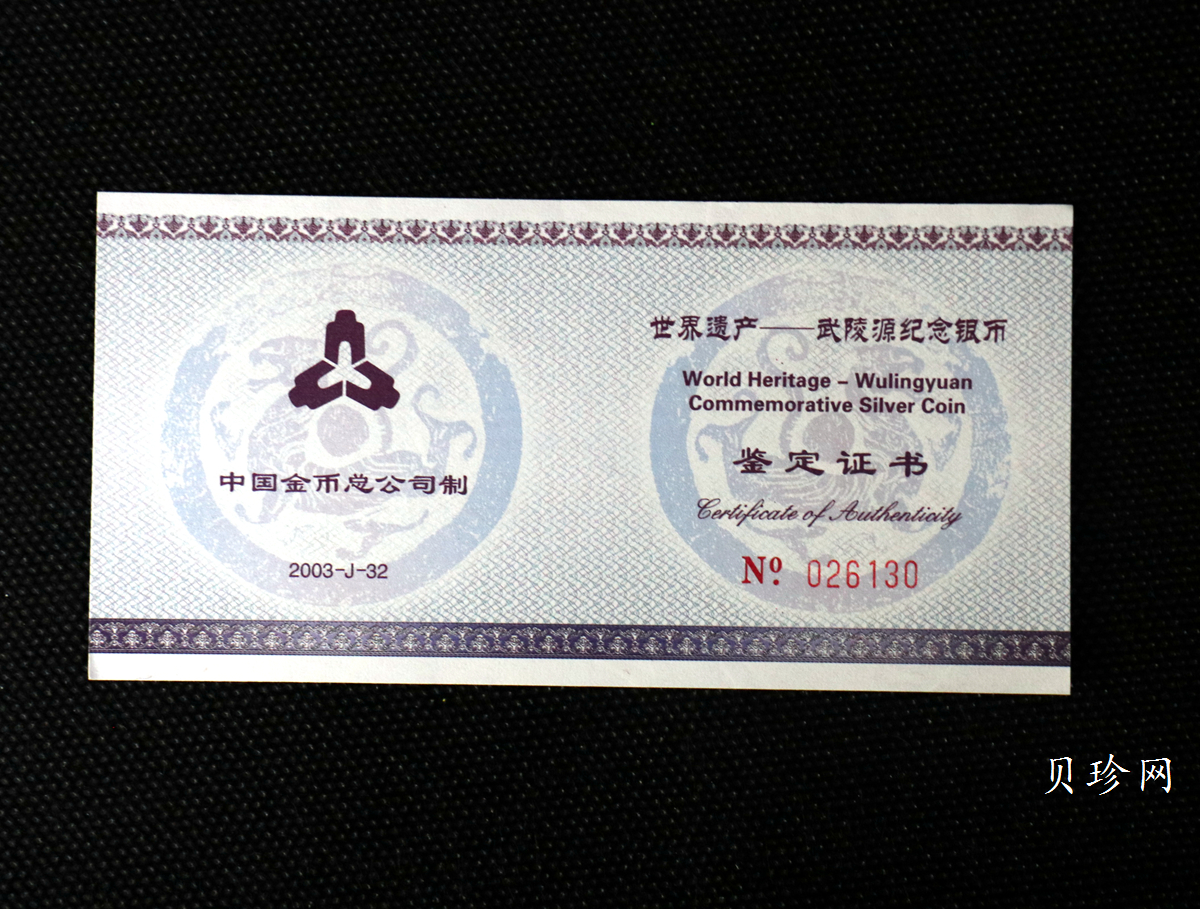 中国金币总公司制
2003-J-32
世界遗产——武陵源纪念银币
World Heritage – Wulingyuan
Commemorative Silver Coin
鉴定证书
Certificate of Authenticity
Nº 026130
贝珍网